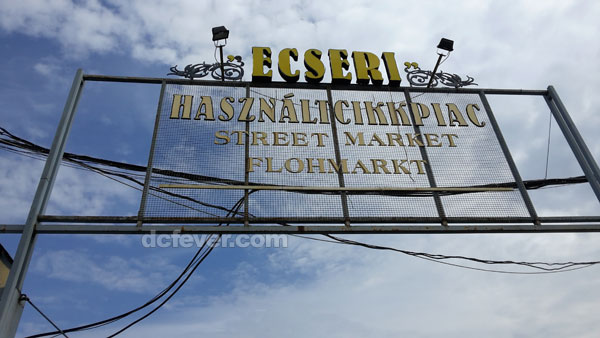 ECSERI
HASZNÁLTCIKKPIAC
STREET MARKET
FLOHMARKT
dcfever.com